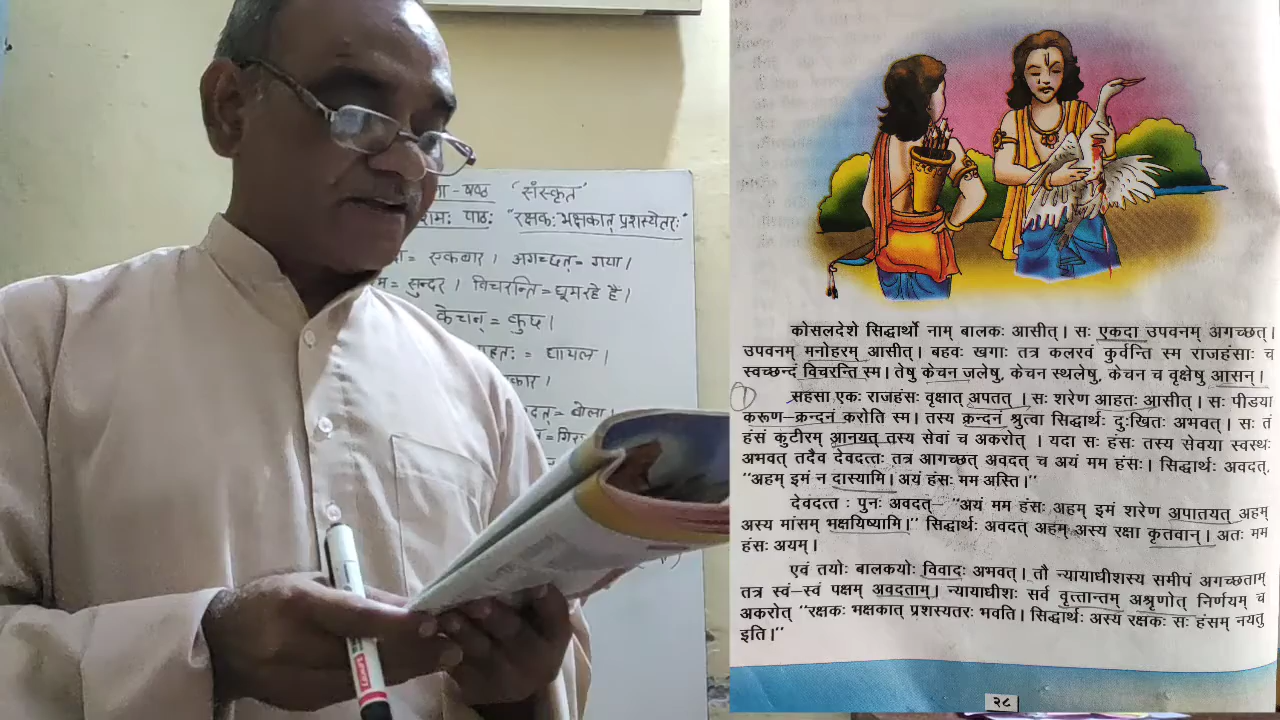 षष्ठ "संस्कृत"
पाठः "रक्षकः भक्षकात् प्रशस्येतरः"
= एकबार । अगच्छत् = गया ।
= सुन्दर । विचरन्ति = घूम रहे हैं ।
केचन् = कुछ ।
= घायल ।
= बोला ।
कोसलदेशे सिद्धार्थो नाम् बालकः आसीत् । सः एकदा उपवनम् अगच्छत् ।
उपवनम् मनोहरम् आसीत् । बहवः खगाः तत्र कलरवं कुर्वन्ति स्म राजहंसाः च
स्वच्छन्दं विचरन्ति स्म । तेषु केचन जलेषु, केचन स्थलेषु, केचन च वृक्षेषु आसन् ।
१ सहसा एकः राजहंसः वृक्षात् अपतत् । सः शरेण आहतः आसीत् । सः पीडया
करूण–क्रन्दनं करोति स्म । तस्य क्रन्दनं श्रुत्वा सिद्धार्थः दुःखितः अभवत् । सः तं
हंसं कुटीरम् आनयत् तस्य सेवां च अकरोत् । यदा सः हंसः तस्य सेवया स्वस्थः
अभवत् तदैव देवदत्तः तत्र आगच्छत् अवदत् च अयं मम हंसः । सिद्धार्थः अवदत्,
"अहम् इमं न दास्यामि । अयं हंसः मम अस्ति ।"
देवदत्त : पुनः अवदत् "अयं मम हंसः अहम् इमं शरेण अपातयत् अहम्
अस्य मांसम् भक्षयिष्यामि ।" सिद्धार्थः अवदत् अहम् अस्य रक्षा कृतवान् । अतः मम
हंसः अयम् ।
एवं तयोः बालकयोः विवादः अभवत् । तौ न्यायाधीशस्य समीपं अगच्छताम्
तत्र स्वं–स्वं पक्षम् अवदताम् । न्यायाधीशः सर्व वृत्तान्तम् अश्रृणोत् निर्णयम् च
अकरोत् "रक्षकः भक्षकात् प्रशस्यतरः भवति । सिद्धार्थः अस्य रक्षकः सः हंसम् नयतु
इति ।"
२८